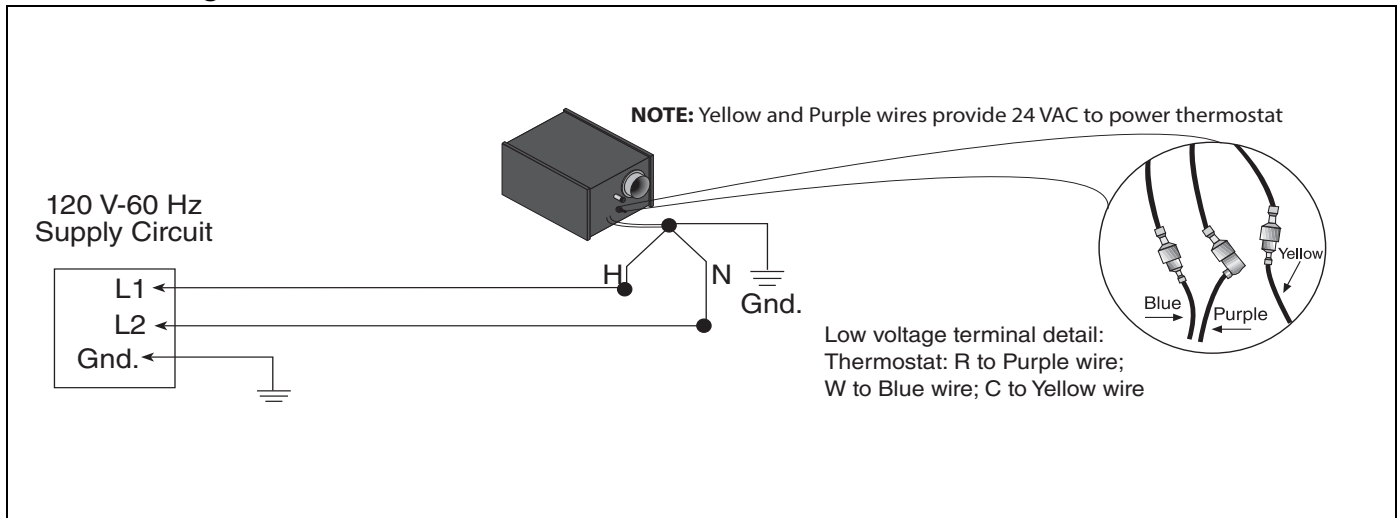 NOTE: Yellow and Purple wires provide 24 VAC to power thermostat
120 V-60 Hz
Supply Circuit
L1
L2
Gnd.
H
N
Gnd.
Blue
Purple
Yellow
Low voltage terminal detail:
Thermostat: R to Purple wire;
W to Blue wire; C to Yellow wire